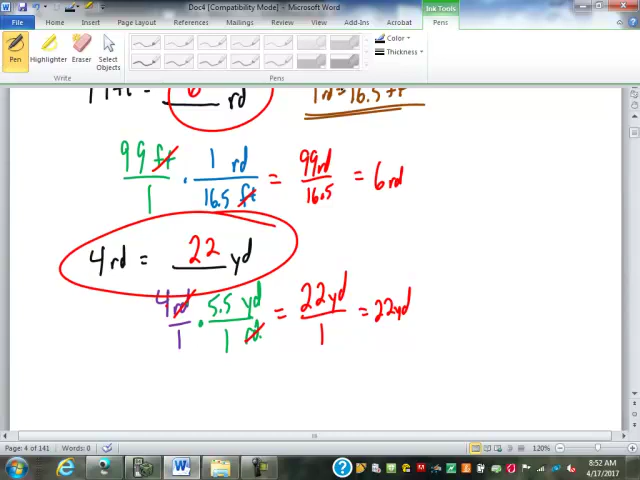 Doc4 [Compatibility Mode] - Microsoft Word
Ink Tools
File Home Insert Page Layout References Mailings Review View Add-Ins Acrobat Pens
Pen Highlighter Eraser Select Objects
Color
Thickness
Write Pens
99ft = 6 rd
1rd = 16.5 ft
99 ft / 1 · 1 rd / 16.5 ft = 99rd / 16.5 = 6rd
4rd = 22 yd
4rd / 1 · 5.5 yd / 1 rd = 22yd / 1 = 22yd
Page: 4 of 141 Words: 0 120%
8:52 AM
4/17/2017